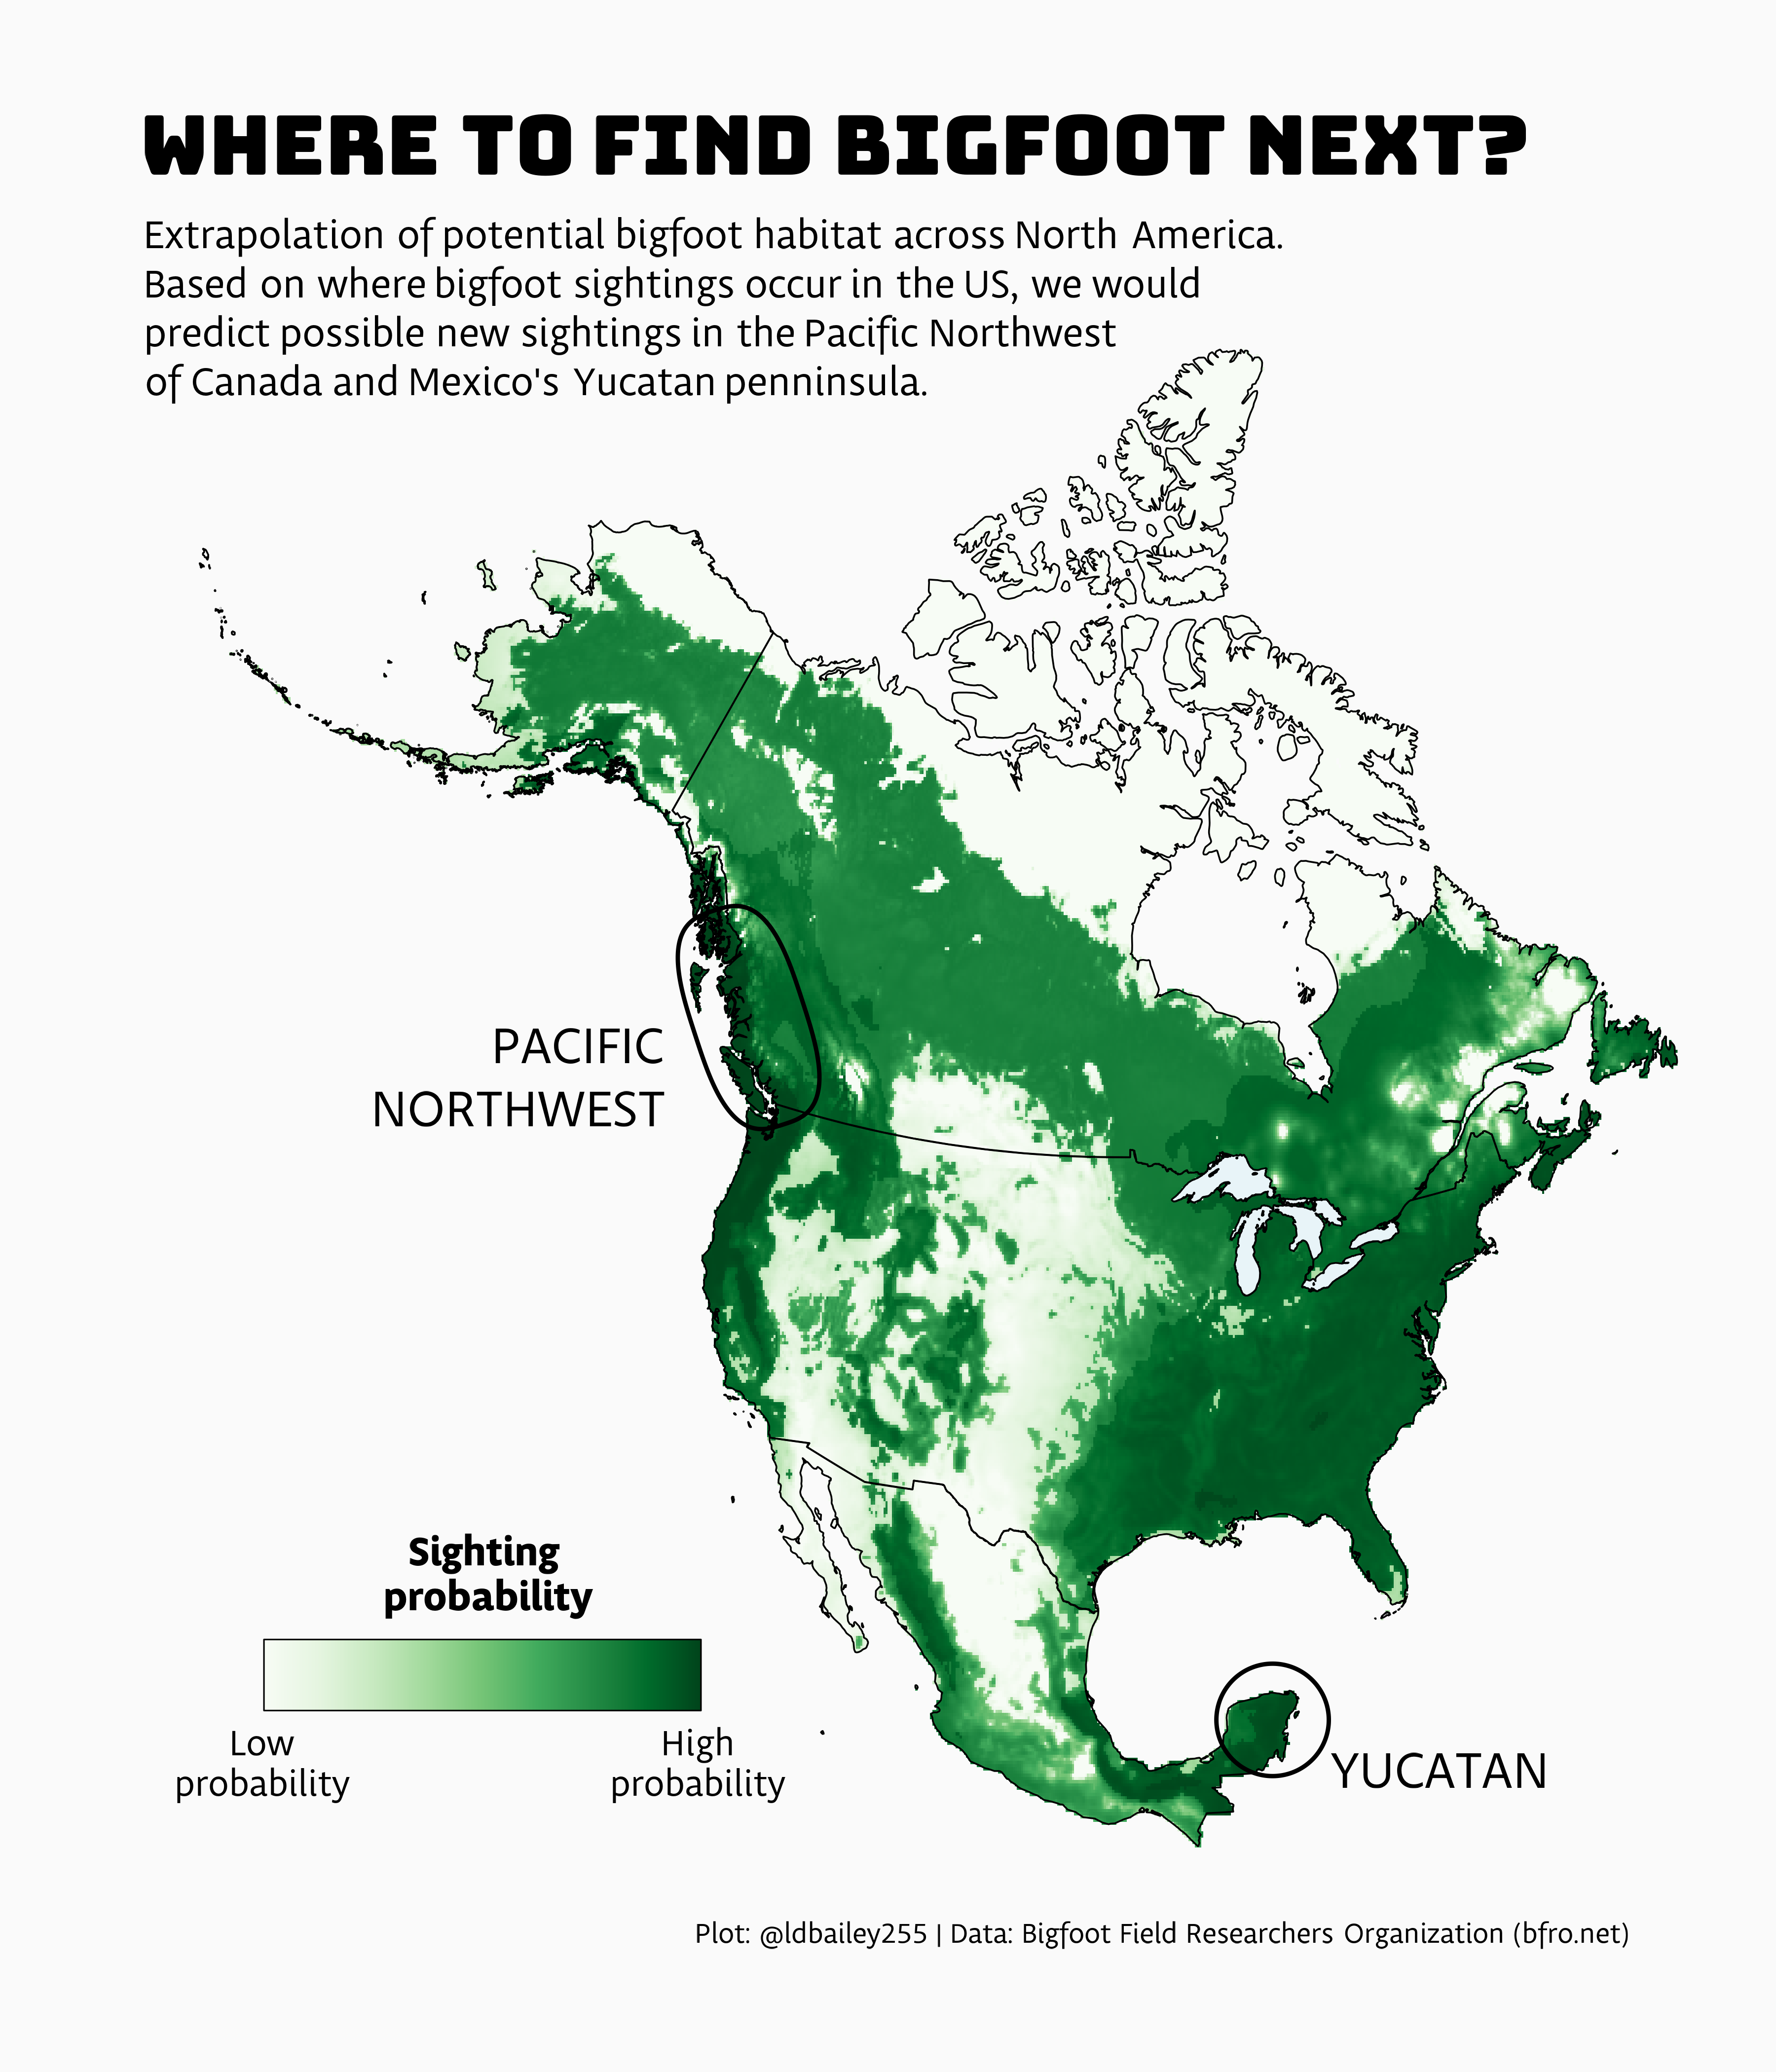 WHERE TO FIND BIGFOOT NEXT?
Extrapolation of potential bigfoot habitat across North America.
Based on where bigfoot sightings occur in the US, we would
predict possible new sightings in the Pacific Northwest
of Canada and Mexico's Yucatan penninsula.
PACIFIC
NORTHWEST
Sighting
probability
Low
probability
High
probability
YUCATAN
Plot: @ldbailey255 | Data: Bigfoot Field Researchers Organization (bfro.net)